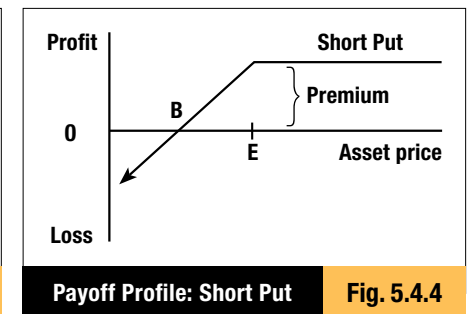 Profit
Short Put
Premium
B
0
E
Asset price
Loss
Payoff Profile: Short Put
Fig. 5.4.4